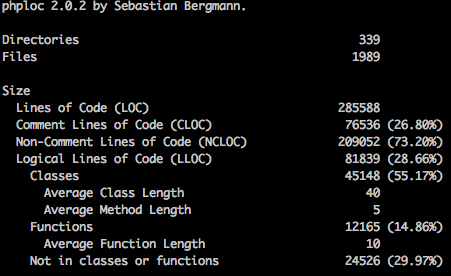 phploc 2.0.2 by Sebastian Bergmann.
Directories 339
Files 1989
Size
Lines of Code (LOC) 285588
Comment Lines of Code (CLOC) 76536 (26.80%)
Non-Comment Lines of Code (NCLOC) 209052 (73.20%)
Logical Lines of Code (LLOC) 81839 (28.66%)
Classes 45148 (55.17%)
Average Class Length 40
Average Method Length 5
Functions 12165 (14.86%)
Average Function Length 10
Not in classes or functions 24526 (29.97%)